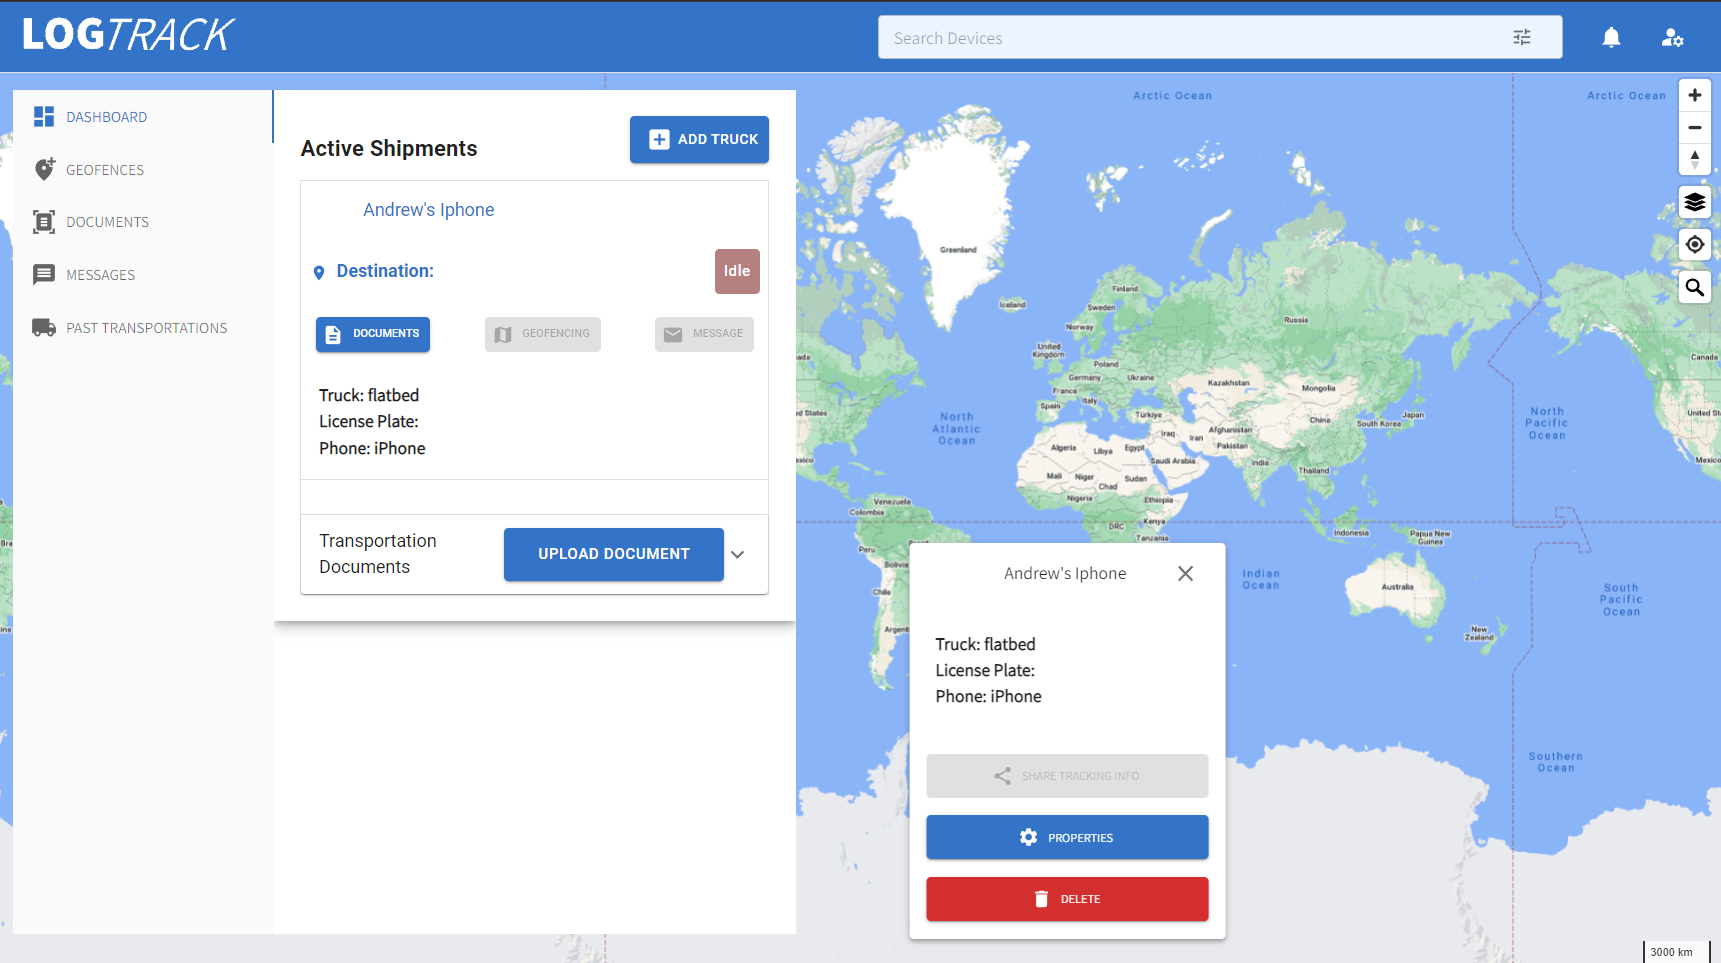 LOGTRACK
Search Devices
DASHBOARD
GEOFENCES
DOCUMENTS
MESSAGES
PAST TRANSPORTATIONS
Active Shipments
ADD TRUCK
Andrew's Iphone
Destination:
Idle
DOCUMENTS
GEOFENCING
MESSAGE
Truck: flatbed
License Plate:
Phone: iPhone
Transportation
Documents
UPLOAD DOCUMENT
Arctic Ocean
Arctic Ocean
Greenland
Iceland
Finland
Sweden
Norway
Russia
United
Kingdom
Poland
Germany
Ukraine
France
Italy
Spain
Türkiye
Kazakhstan
Mongolia
China
Japan
South Korea
Afghanistan
Pakistan
Iraq
Iran
Algeria
Libya
Egypt
Saudi Arabia
India
Thailand
Mali
Niger
Chad
Sudan
Nigeria
Ethiopia
DRC
Kenya
Tanzania
Indonesia
Papua New
Guinea
Australia
New
Zealand
Venezuela
Colombia
Peru
Bolivia
Chile
Argenti
ada
d States
exico
Canada
United St
Mexico
Bra
ina
North
Atlantic
Ocean
North
Pacific
Ocean
Indian
Ocean
South
Pacific
Ocean
Southern
Ocean
Andrew's Iphone
Truck: flatbed
License Plate:
Phone: iPhone
SHARE TRACKING INFO
PROPERTIES
DELETE
3000 km